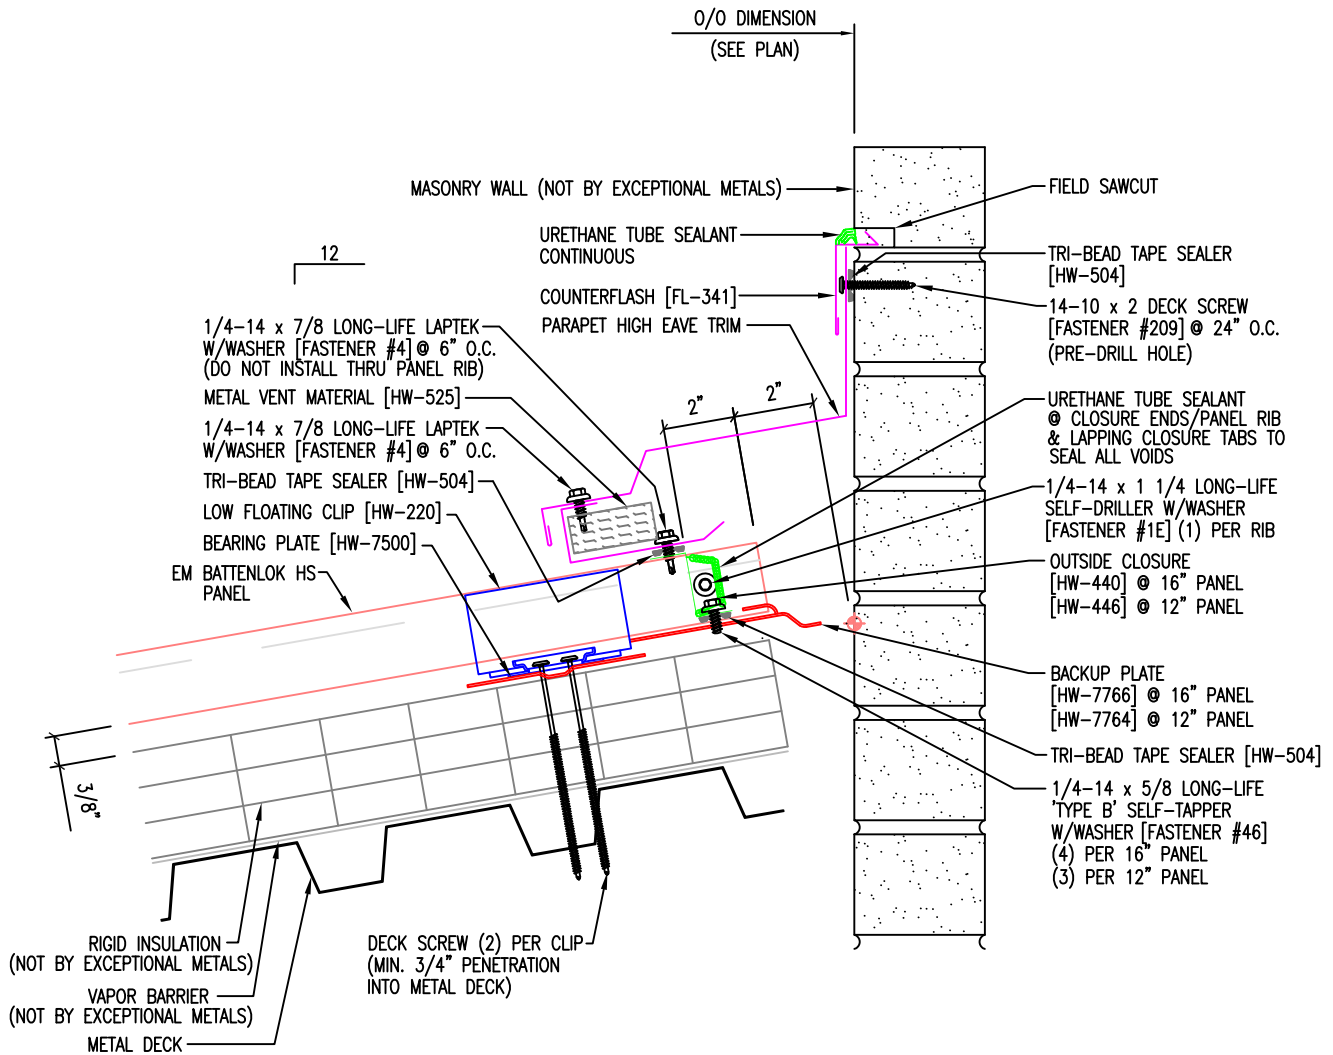 O/O DIMENSION
(SEE PLAN)
MASONRY WALL (NOT BY EXCEPTIONAL METALS)
FIELD SAWCUT
URETHANE TUBE SEALANT
CONTINUOUS
12
TRI-BEAD TAPE SEALER
[HW-504]
COUNTERFLASH [FL-341]
14-10 x 2 DECK SCREW
[FASTENER #209] @ 24" O.C.
(PRE-DRILL HOLE)
PARAPET HIGH EAVE TRIM
1/4-14 x 7/8 LONG-LIFE LAPTEK
W/WASHER [FASTENER #4] @ 6" O.C.
(DO NOT INSTALL THRU PANEL RIB)
METAL VENT MATERIAL [HW-525]
2"
2"
URETHANE TUBE SEALANT
@ CLOSURE ENDS/PANEL RIB
& LAPPING CLOSURE TABS TO
SEAL ALL VOIDS
1/4-14 x 7/8 LONG-LIFE LAPTEK
W/WASHER [FASTENER #4] @ 6" O.C.
TRI-BEAD TAPE SEALER [HW-504]
1/4-14 x 1 1/4 LONG-LIFE
SELF-DRILLER W/WASHER
[FASTENER #1E] (1) PER RIB
LOW FLOATING CLIP [HW-220]
BEARING PLATE [HW-7500]
OUTSIDE CLOSURE
[HW-440] @ 16" PANEL
[HW-446] @ 12" PANEL
EM BATTENLOK HS
PANEL
BACKUP PLATE
[HW-7766] @ 16" PANEL
[HW-7764] @ 12" PANEL
TRI-BEAD TAPE SEALER [HW-504]
3/8"
1/4-14 x 5/8 LONG-LIFE
'TYPE B' SELF-TAPPER
W/WASHER [FASTENER #46]
(4) PER 16" PANEL
(3) PER 12" PANEL
RIGID INSULATION
(NOT BY EXCEPTIONAL METALS)
VAPOR BARRIER
(NOT BY EXCEPTIONAL METALS)
METAL DECK
DECK SCREW (2) PER CLIP
(MIN. 3/4" PENETRATION
INTO METAL DECK)